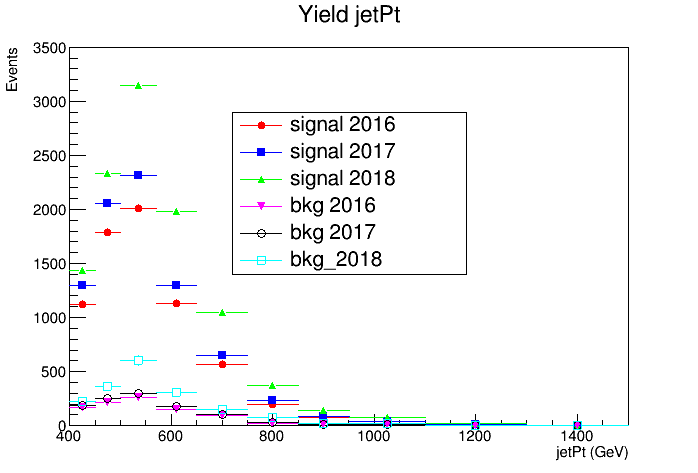 Yield jetPt
Events
3500
3000
2500
2000
1500
1000
500
0
signal 2016
signal 2017
signal 2018
bkg 2016
bkg 2017
bkg_2018
400 600 800 1000 1200 1400
jetPt (GeV)